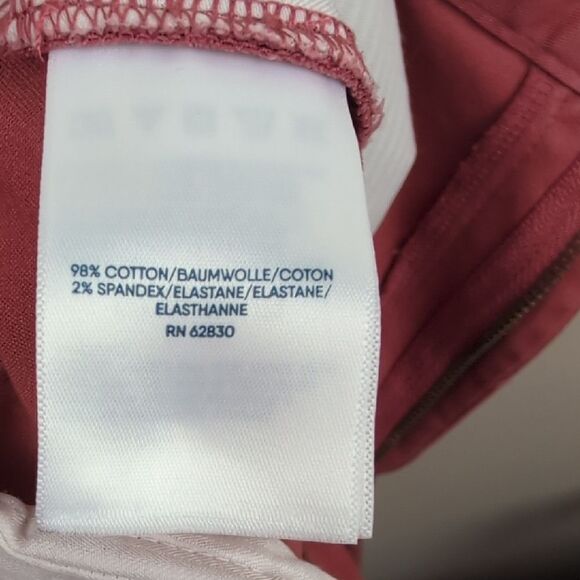 98% COTTON/BAUMWOLLE/COTON
2% SPANDEX/ELASTANE/ELASTANE/
ELASTHANNE
RN 62830